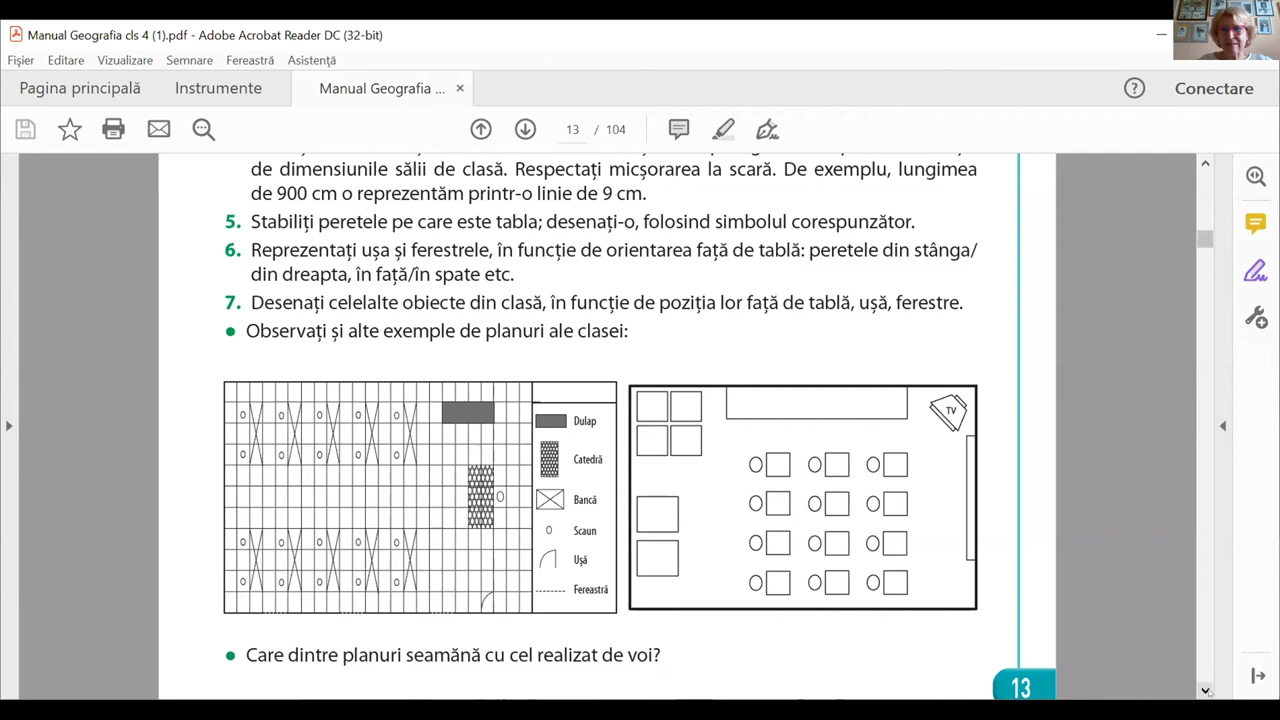 Manual Geografia cls 4 (1).pdf - Adobe Acrobat Reader DC (32-bit)
Fișier Editare Vizualizare Semnare Fereastră Asistență
Pagina principală Instrumente Manual Geografia ... × Conectare
13 / 104
de dimensiunile sălii de clasă. Respectați micșorarea la scară. De exemplu, lungimea
de 900 cm o reprezentăm printr-o linie de 9 cm.
5. Stabiliți peretele pe care este tabla; desenați-o, folosind simbolul corespunzător.
6. Reprezentați ușa și ferestrele, în funcție de orientarea față de tablă: peretele din stânga/
din dreapta, în față/în spate etc.
7. Desenați celelalte obiecte din clasă, în funcție de poziția lor față de tablă, ușă, ferestre.
• Observați și alte exemple de planuri ale clasei:
Dulap
Catedră
Bancă
Scaun
Ușă
Fereastră
TV
• Care dintre planuri seamănă cu cel realizat de voi?
13